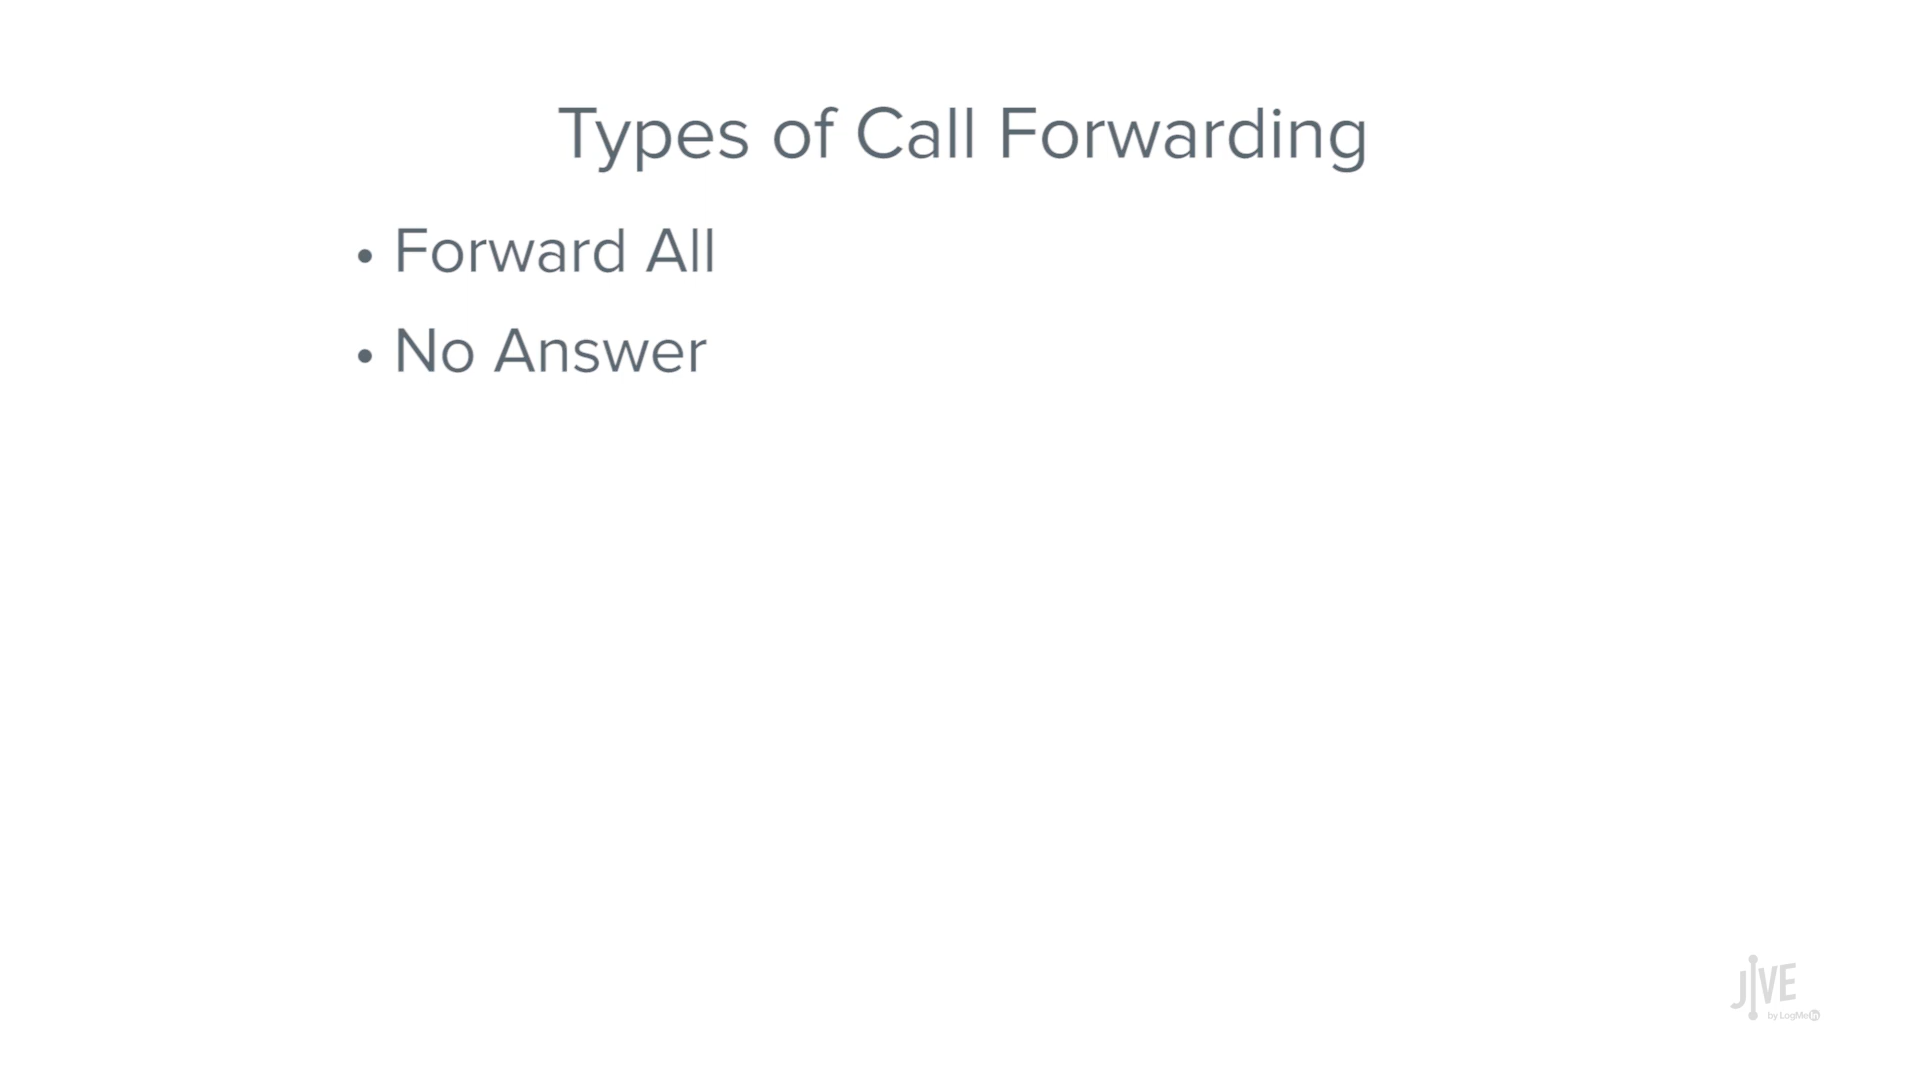 Types of Call Forwarding
• Forward All
• No Answer
JIVE
by LogMeIn